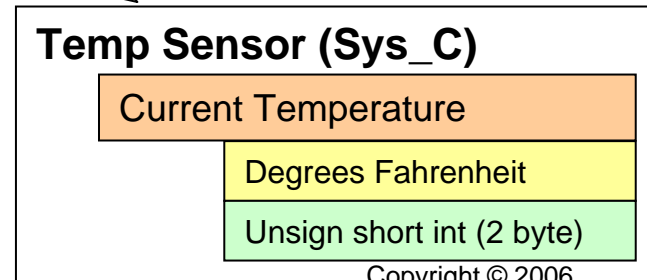 Temp Sensor (Sys_C)
Current Temperature
Degrees Fahrenheit
Unsign short int (2 byte)
Copyright © 2006